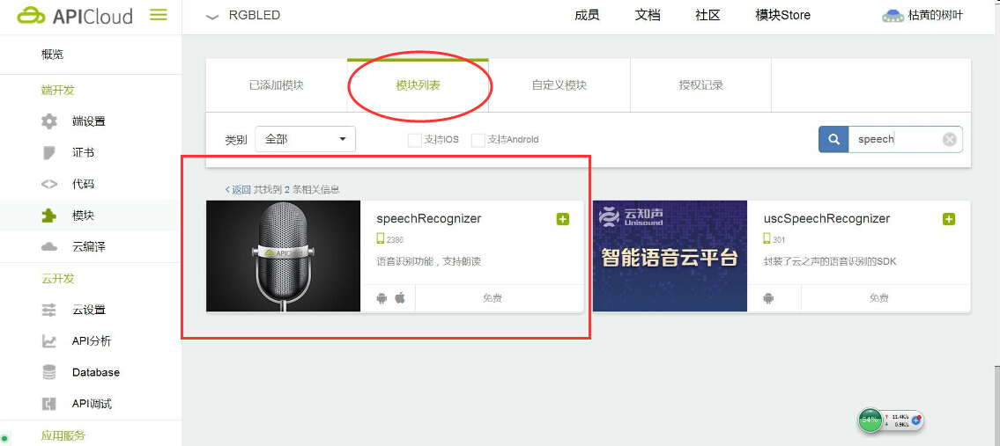 APICloud
RGBLED
成员
文档
社区
模块Store
枯黄的树叶
概览
端开发
端设置
证书
代码
模块
云编译
云开发
云设置
API分析
Database
API调试
应用服务
已添加模块
模块列表
自定义模块
授权记录
类别
全部
支持IOS
支持Android
speech
返回 共找到 2 条相关信息
APICloud
speechRecognizer
2386
语音识别功能，支持朗读
免费
云知声
Unisound
智能语音云平台
uscSpeechRecognizer
301
封装了云之声的语音识别的SDK
免费
54%
11.4K/s
0.9K/s